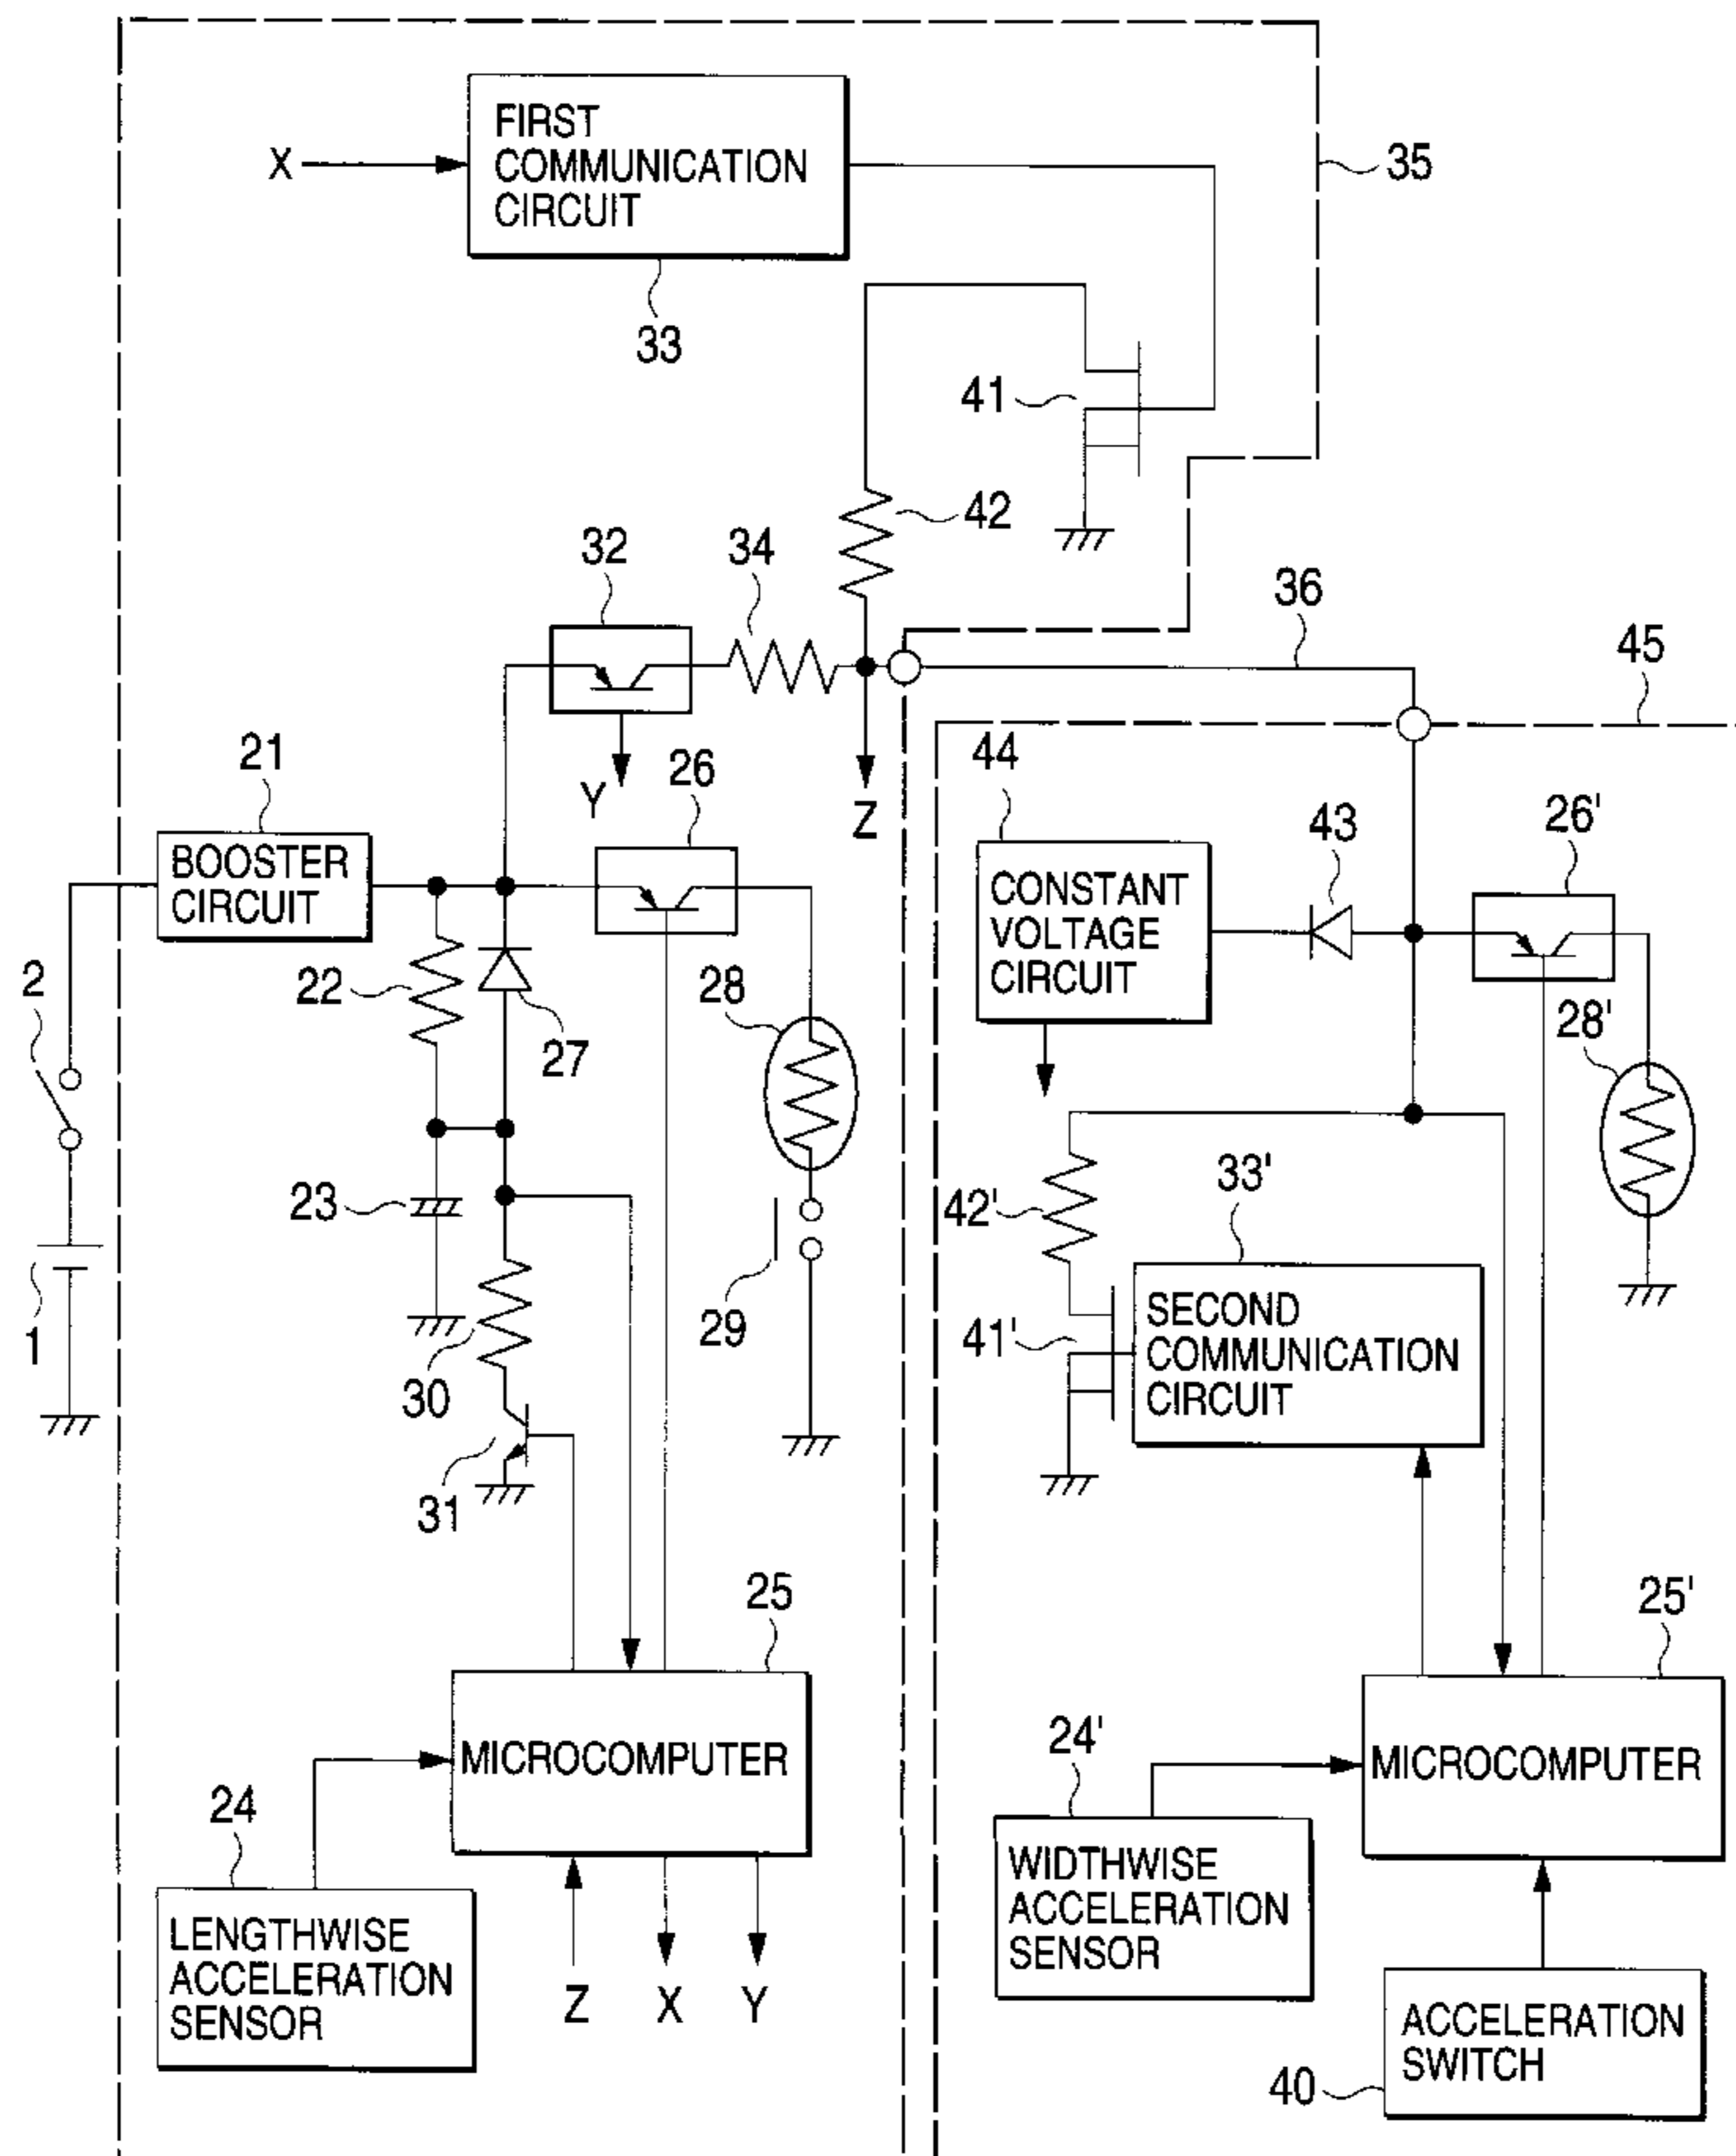 FIRST
COMMUNICATION
CIRCUIT
X
35
33
41
42
32
34
36
45
21
Y
26
Z
44
43
26'
BOOSTER
CIRCUIT
CONSTANT
VOLTAGE
CIRCUIT
2
22
27
28
28'
23
42'
33'
1
30
29
41'
SECOND
COMMUNICATION
CIRCUIT
31
25
25'
MICROCOMPUTER
24'
MICROCOMPUTER
24
LENGTHWISE
ACCELERATION
SENSOR
WIDTHWISE
ACCELERATION
SENSOR
Z
X
Y
ACCELERATION
SWITCH
40